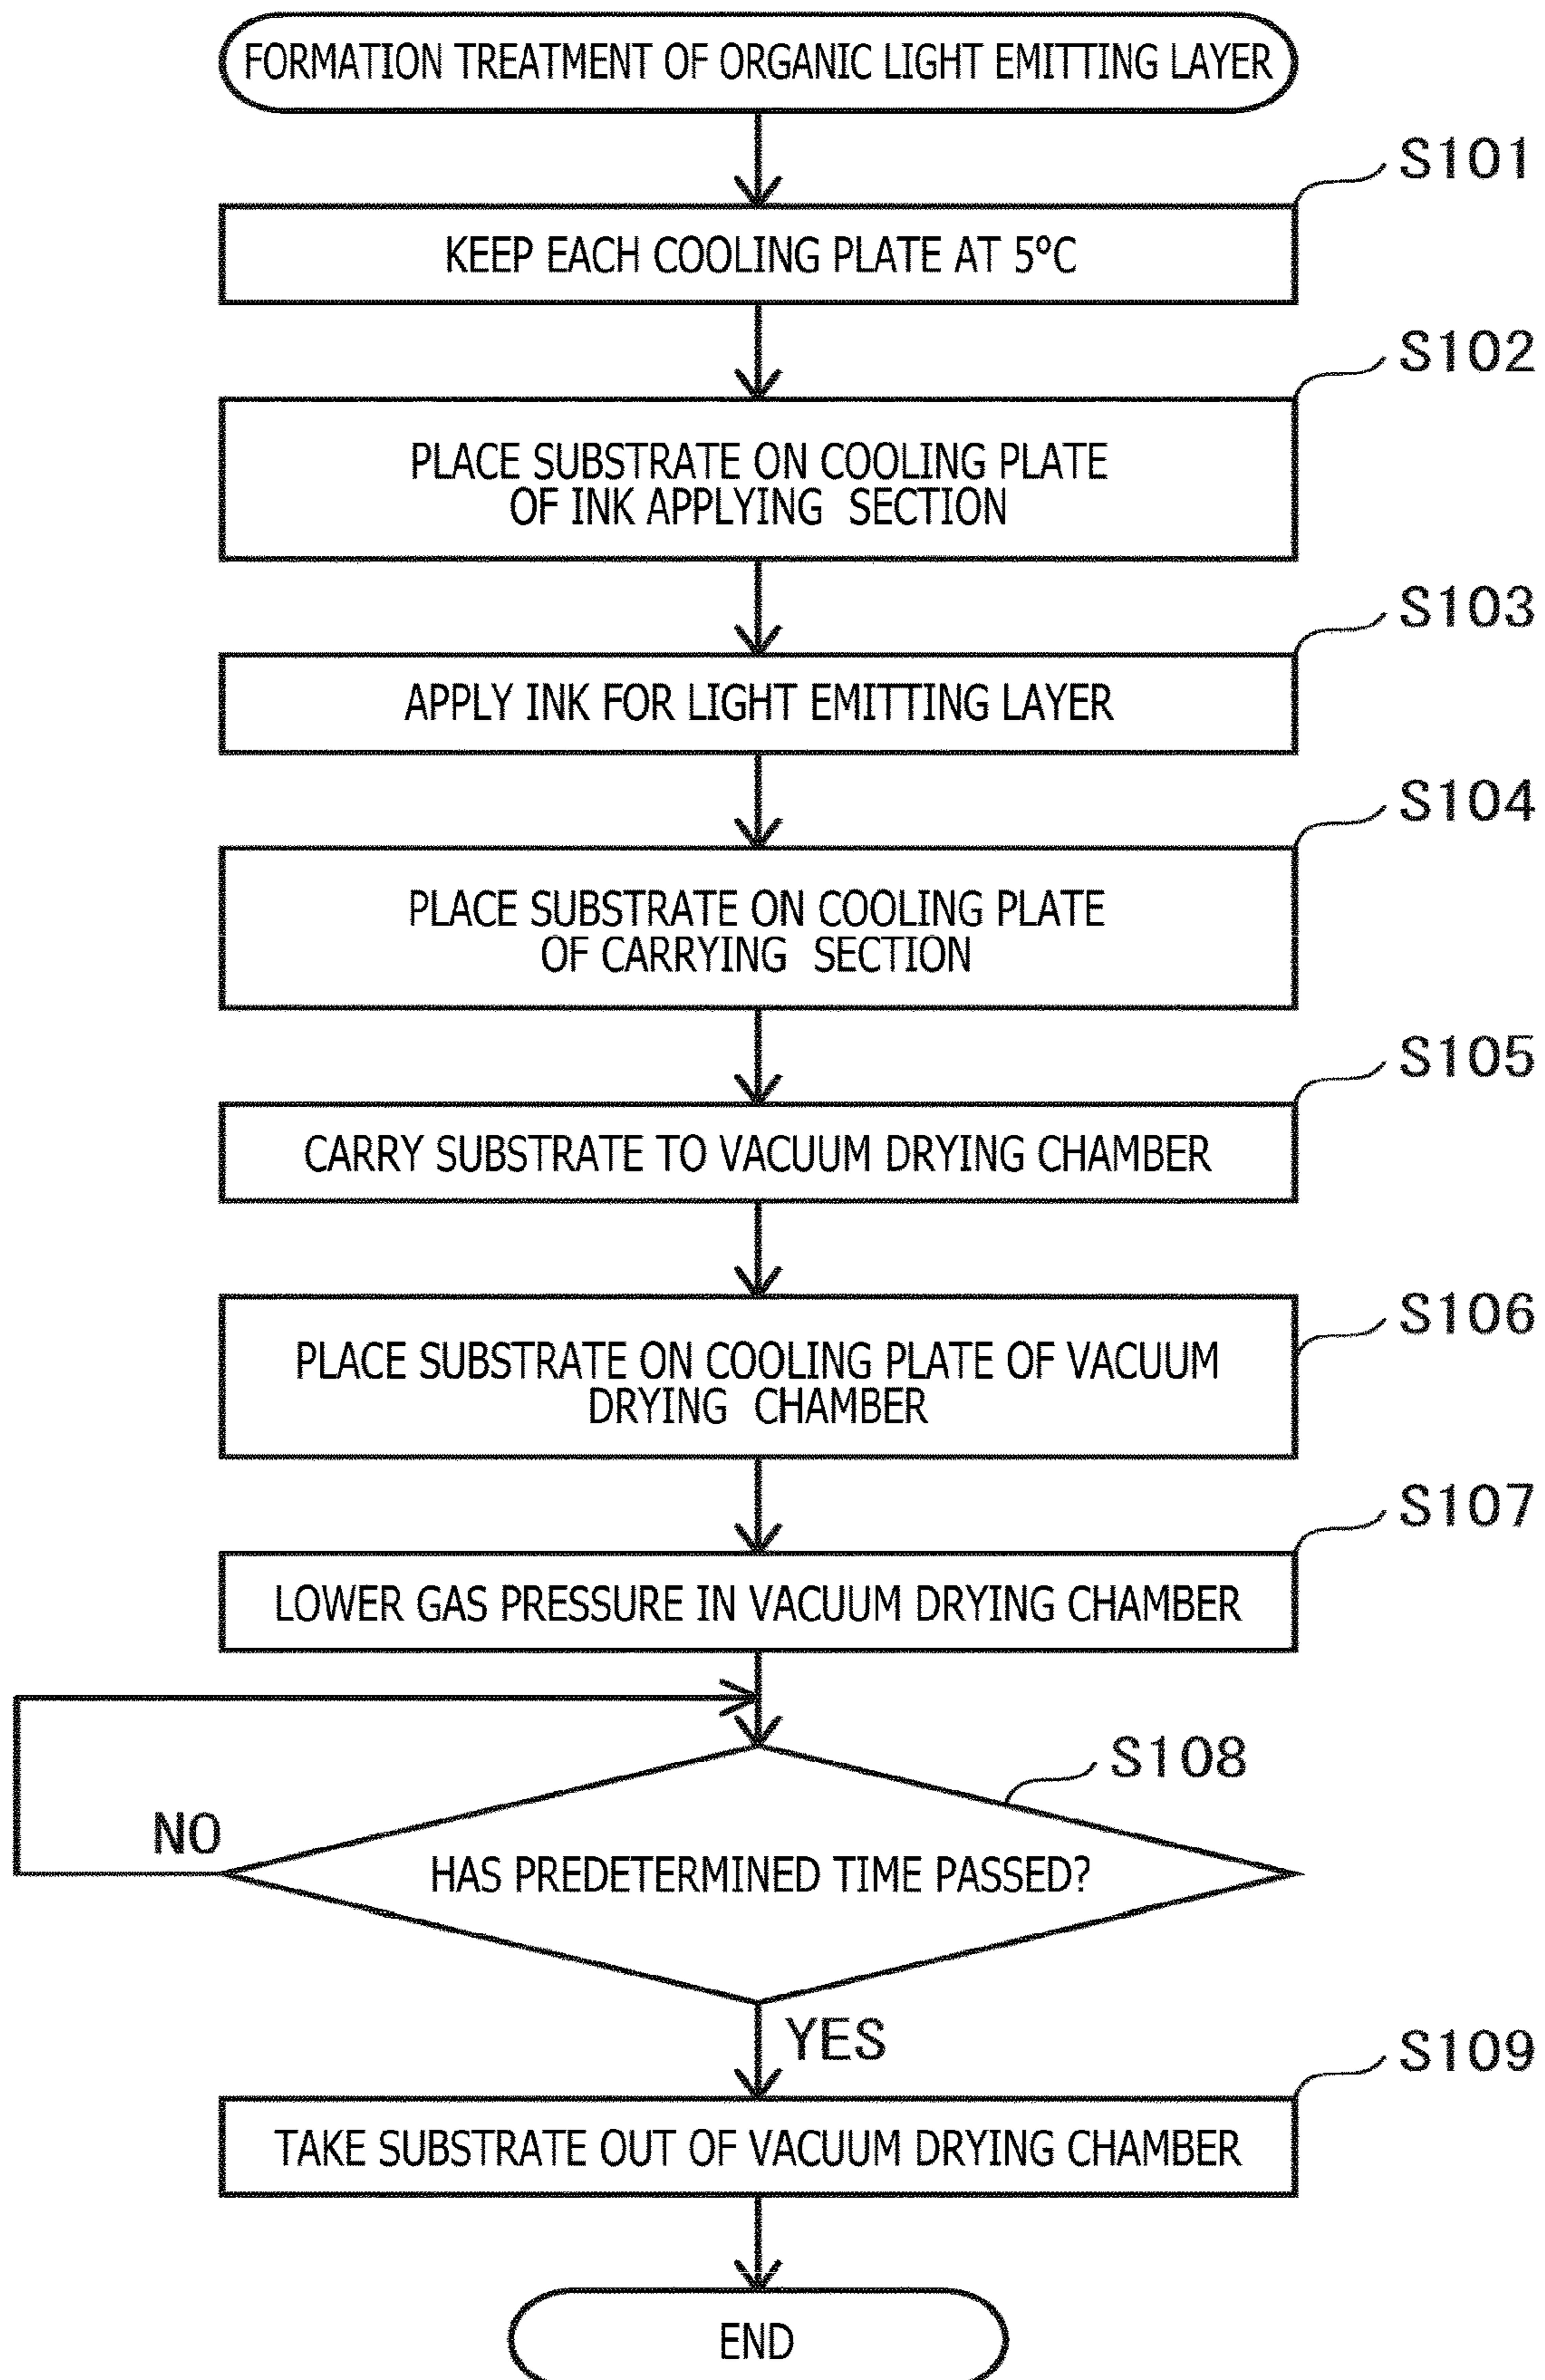 FORMATION TREATMENT OF ORGANIC LIGHT EMITTING LAYER
S101
KEEP EACH COOLING PLATE AT 5°C
S102
PLACE SUBSTRATE ON COOLING PLATE
OF INK APPLYING SECTION
S103
APPLY INK FOR LIGHT EMITTING LAYER
S104
PLACE SUBSTRATE ON COOLING PLATE
OF CARRYING SECTION
S105
CARRY SUBSTRATE TO VACUUM DRYING CHAMBER
S106
PLACE SUBSTRATE ON COOLING PLATE OF VACUUM
DRYING CHAMBER
S107
LOWER GAS PRESSURE IN VACUUM DRYING CHAMBER
S108
NO
HAS PREDETERMINED TIME PASSED?
YES
S109
TAKE SUBSTRATE OUT OF VACUUM DRYING CHAMBER
END